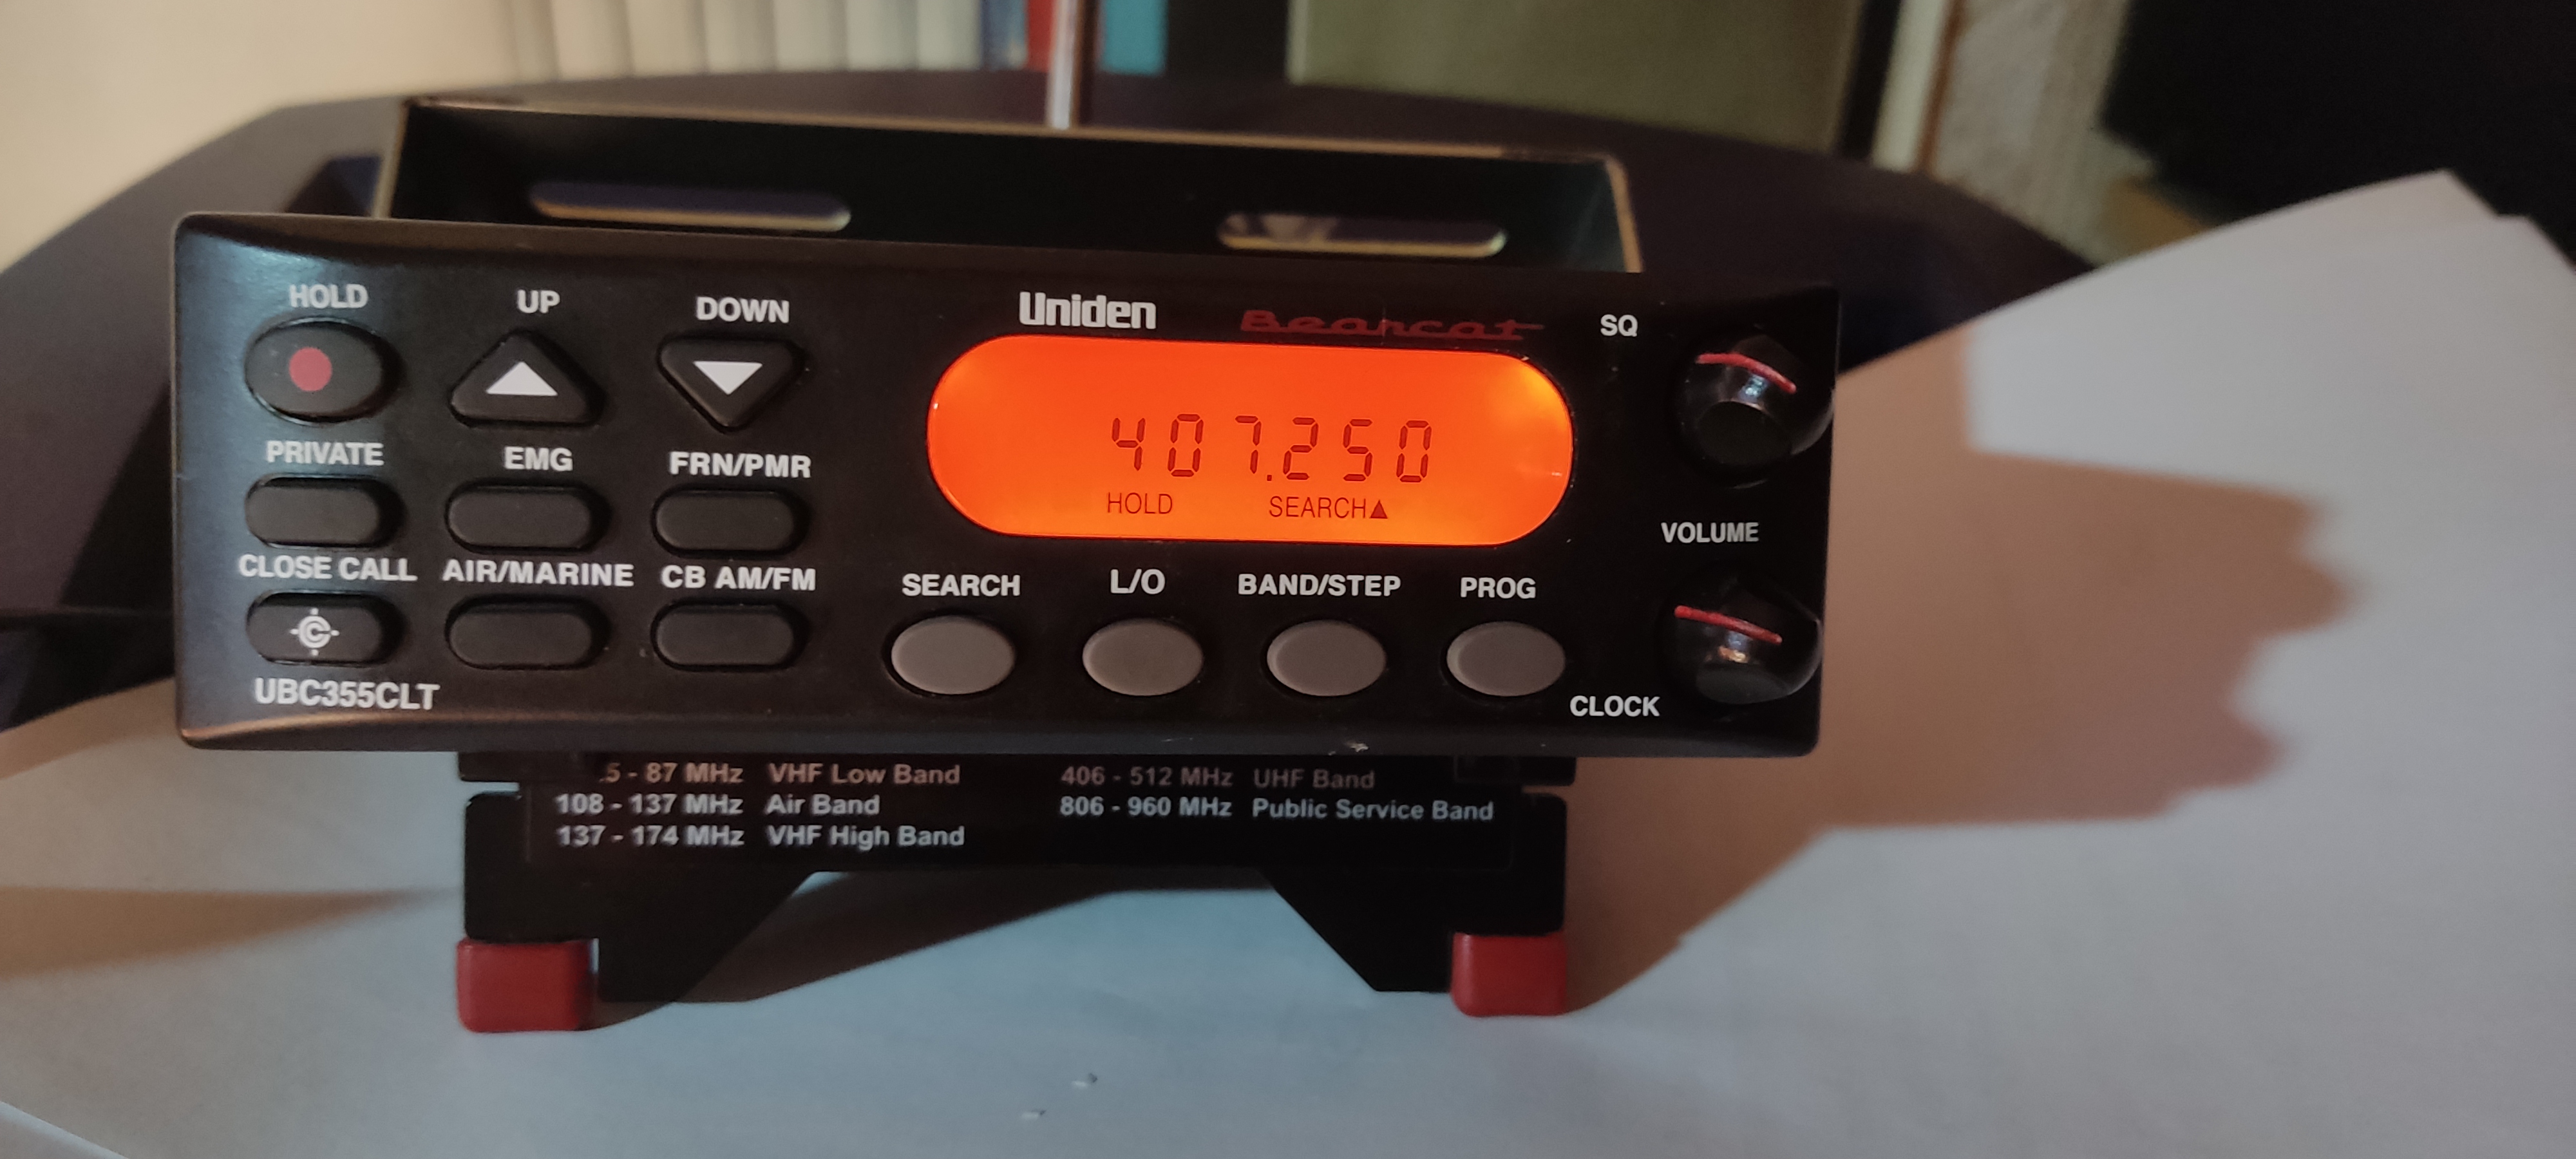 HOLD UP DOWN
Uniden Bearcat
SQ
407.250
HOLD SEARCH▲
PRIVATE EMG FRN/PMR
VOLUME
CLOSE CALL AIR/MARINE CB AM/FM
SEARCH L/O BAND/STEP PROG
C
UBC355CLT
CLOCK
5 - 87 MHz VHF Low Band
108 - 137 MHz Air Band
137 - 174 MHz VHF High Band
406 - 512 MHz UHF Band
806 - 960 MHz Public Service Band